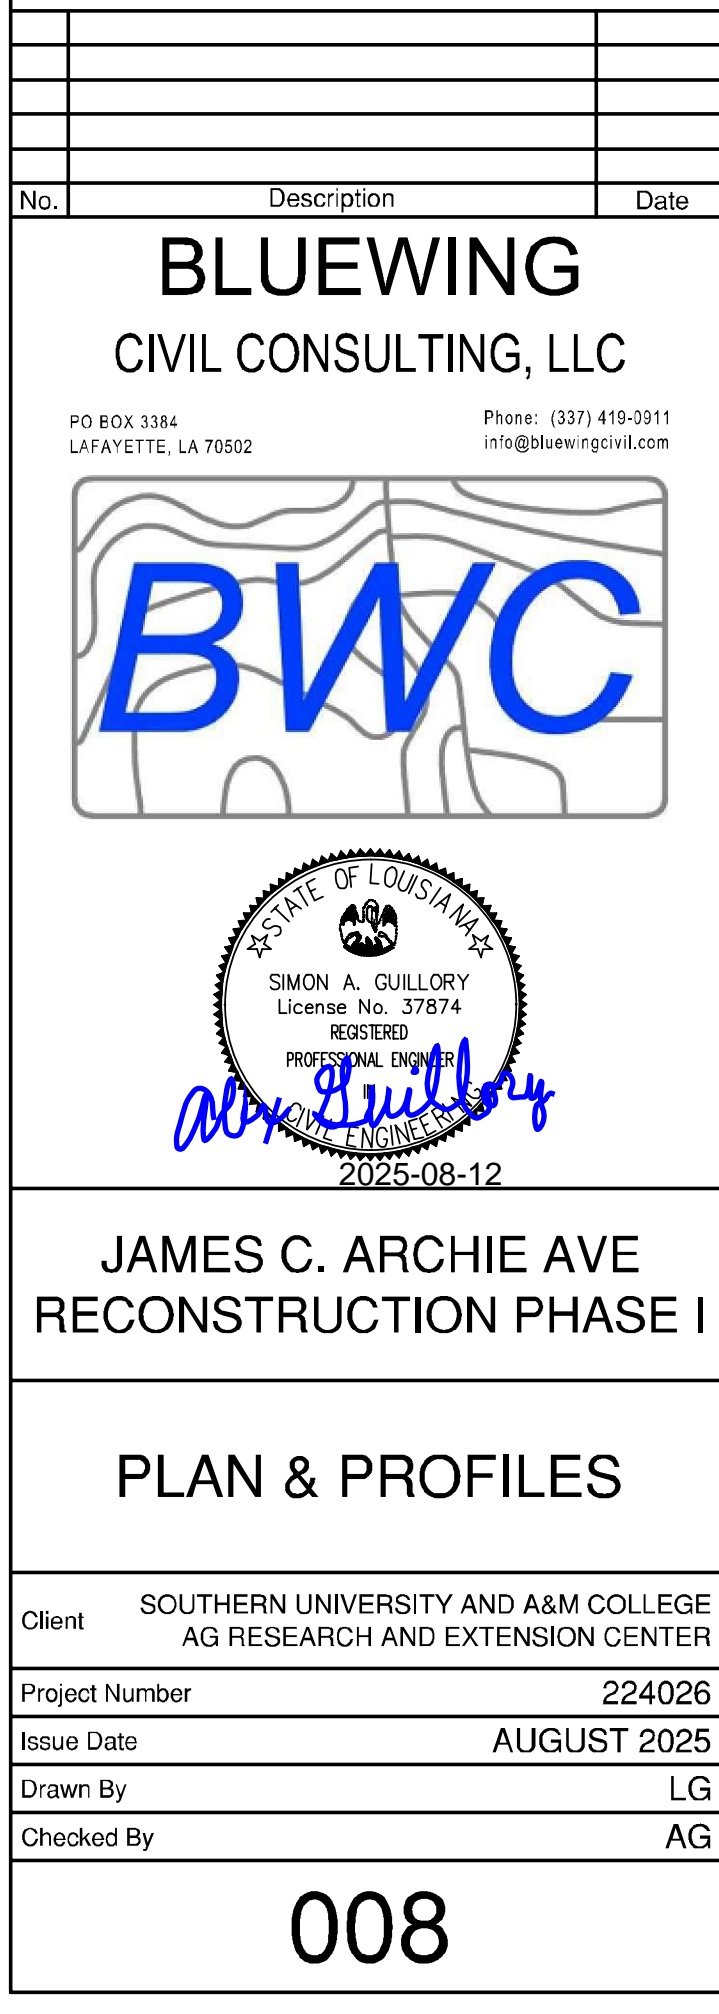 No. Description Date
BLUEWING
CIVIL CONSULTING, LLC
PO BOX 3384
LAFAYETTE, LA 70502
Phone: (337) 419-0911
info@bluewingcivil.com
BWC
STATE OF LOUISIANA
SIMON A. GUILLORY
License No. 37874
REGISTERED
PROFESSIONAL ENGINEER
IN
CIVIL ENGINEERING
Alex Guillory
2025-08-12
JAMES C. ARCHIE AVE
RECONSTRUCTION PHASE I
PLAN & PROFILES
Client SOUTHERN UNIVERSITY AND A&M COLLEGE
AG RESEARCH AND EXTENSION CENTER
Project Number 224026
Issue Date AUGUST 2025
Drawn By LG
Checked By AG
008